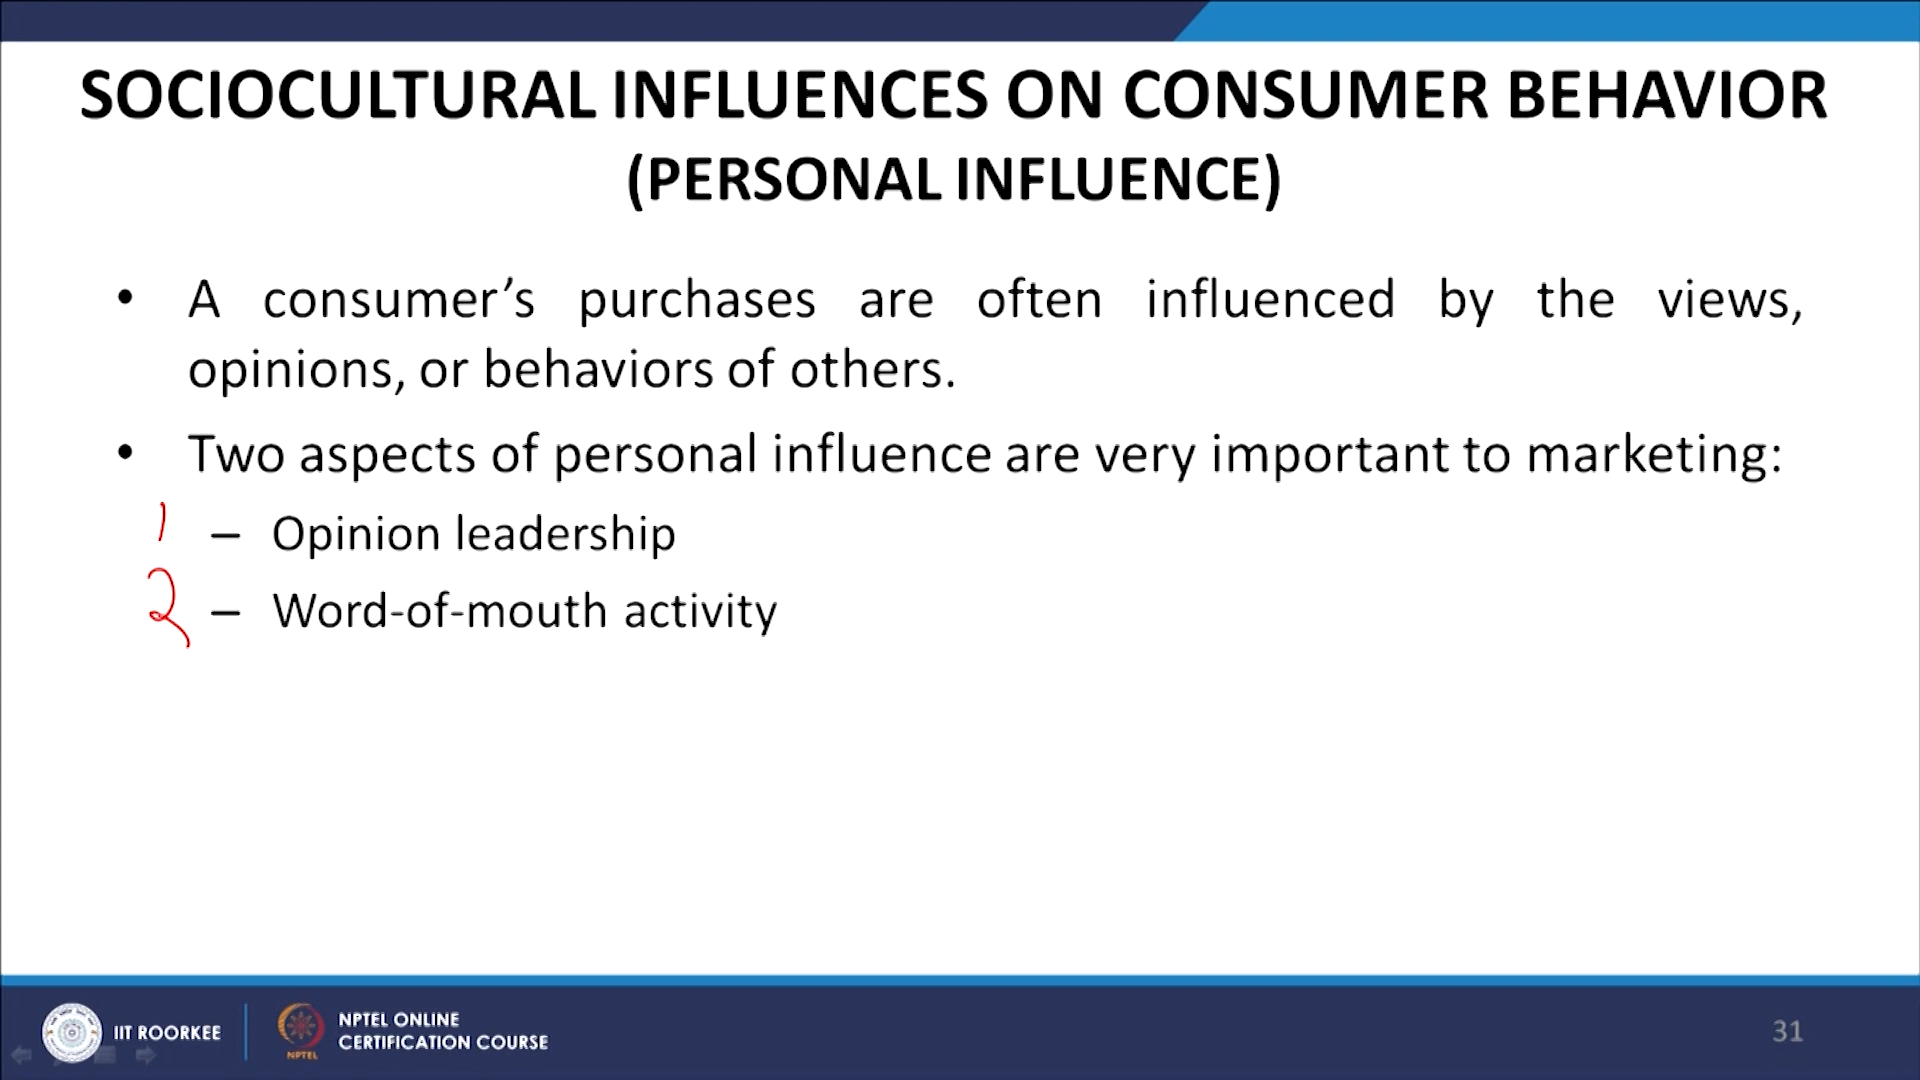 SOCIOCULTURAL INFLUENCES ON CONSUMER BEHAVIOR
(PERSONAL INFLUENCE)
• A consumer’s purchases are often influenced by the views,
opinions, or behaviors of others.
• Two aspects of personal influence are very important to marketing:
1 – Opinion leadership
2 – Word-of-mouth activity
IIT ROORKEE
NPTEL
NPTEL ONLINE
CERTIFICATION COURSE
31